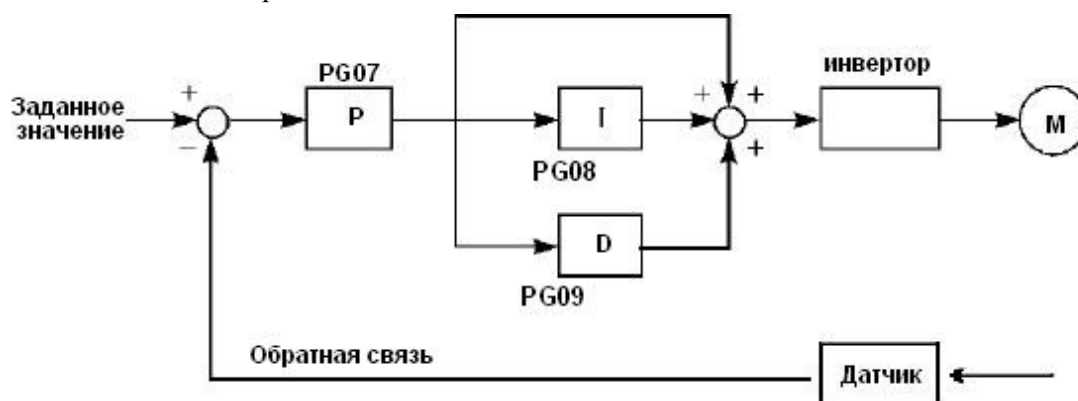 PG07
инвертор
Заданное
значение
+
−
P
I
+
+
+
M
PG08
D
PG09
Обратная связь
Датчик